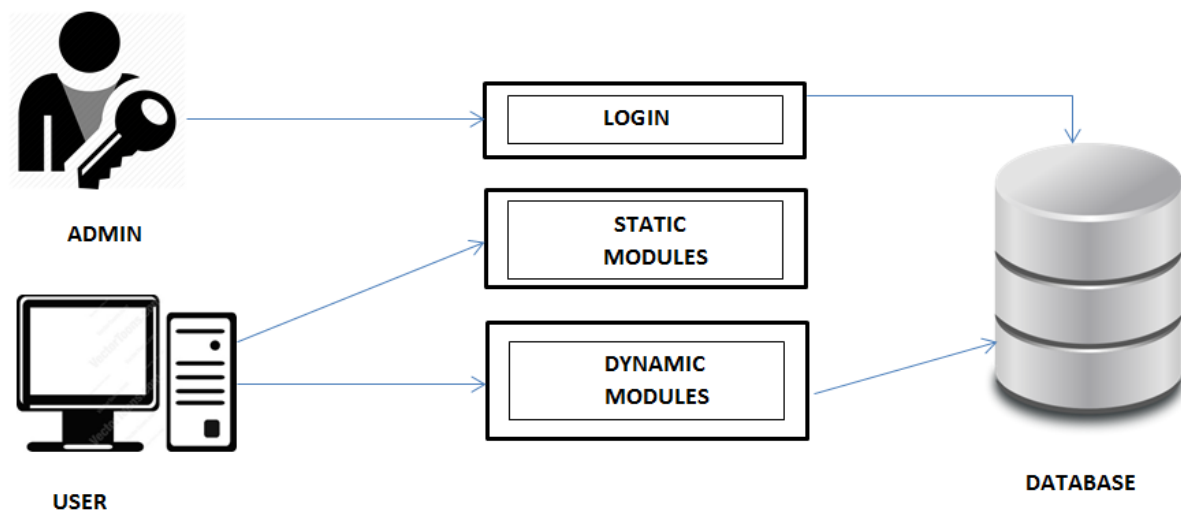 LOGIN
ADMIN
STATIC
MODULES
DYNAMIC
MODULES
USER
DATABASE